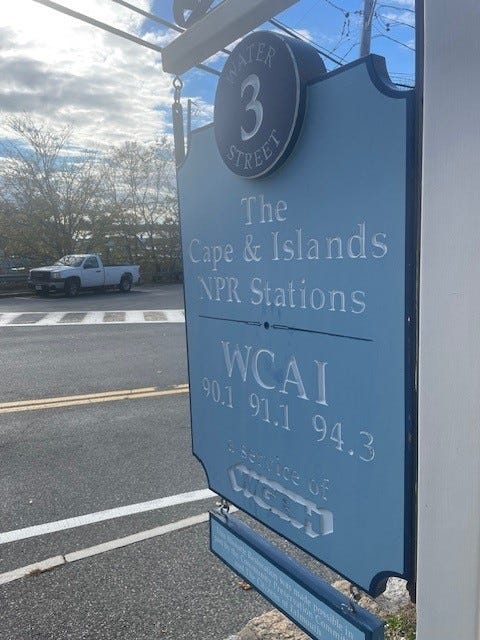 WATER
3
STREET
The
Cape & Islands
NPR Stations
WCAI
90.1 91.1 94.3
a service of
WGBH